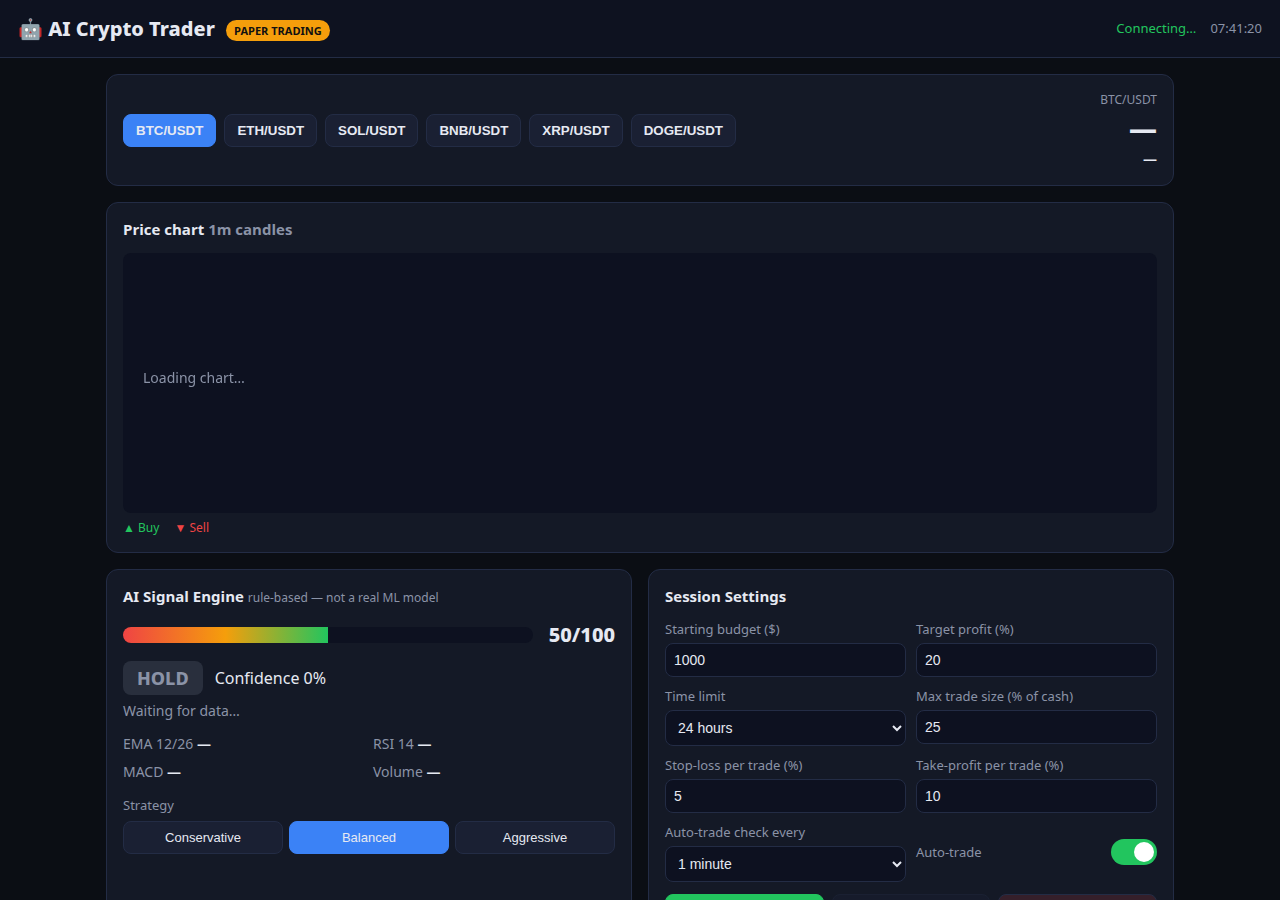 🤖 AI Crypto Trader PAPER TRADING Connecting... 07:41:20
BTC/USDT
BTC/USDT ETH/USDT SOL/USDT BNB/USDT XRP/USDT DOGE/USDT —
—
Price chart 1m candles
Loading chart...
▲ Buy ▼ Sell
AI Signal Engine rule-based — not a real ML model
50/100
HOLD Confidence 0%
Waiting for data...
EMA 12/26 — RSI 14 —
MACD — Volume —
Strategy
Conservative Balanced Aggressive
Session Settings
Starting budget ($) Target profit (%)
1000 20
Time limit Max trade size (% of cash)
24 hours 25
Stop-loss per trade (%) Take-profit per trade (%)
5 10
Auto-trade check every
1 minute Auto-trade